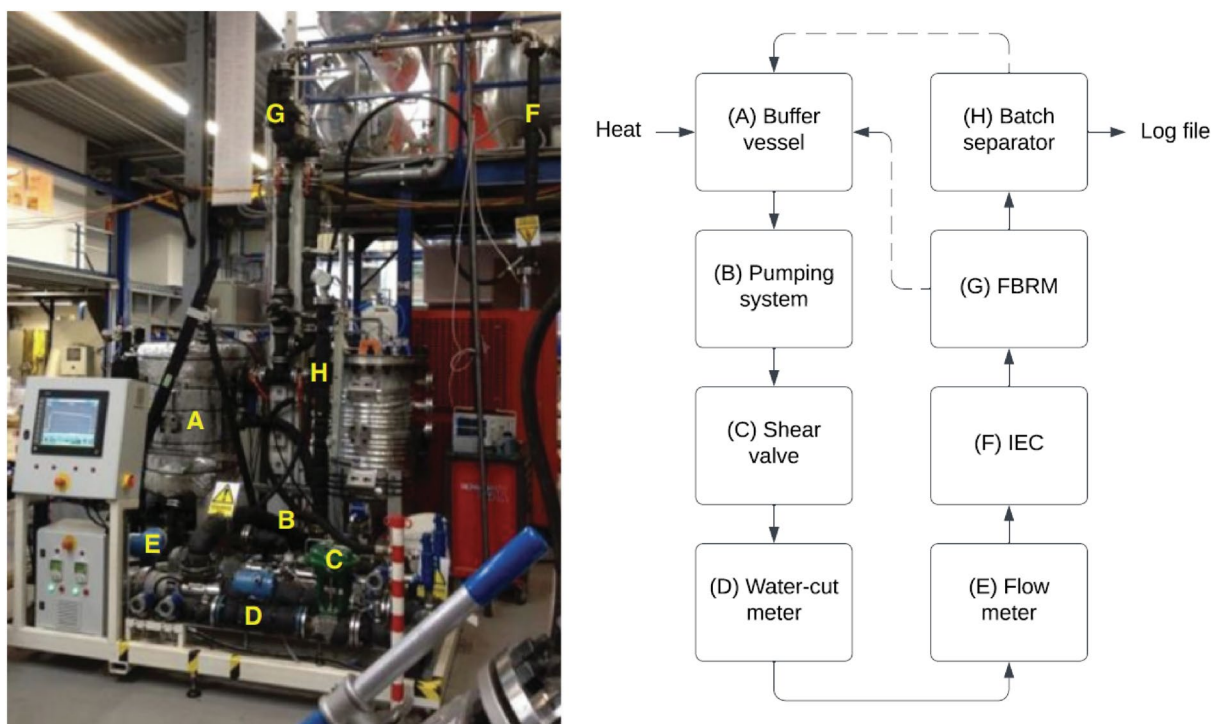 G
F
H
A
B
E
C
D
Heat
(A) Buffer
vessel
(H) Batch
separator
Log file
(B) Pumping
system
(G) FBRM
(C) Shear
valve
(F) IEC
(D) Water-cut
meter
(E) Flow
meter